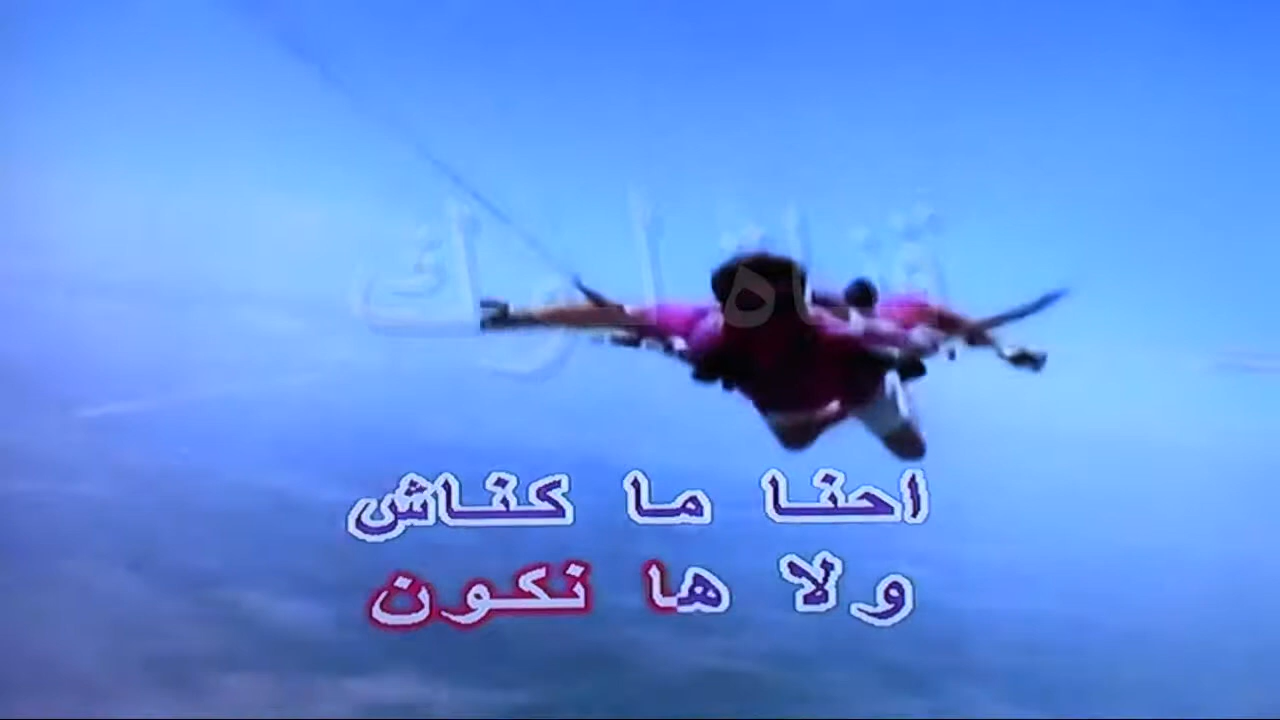 احنا ما كناش
ولا ها نكون